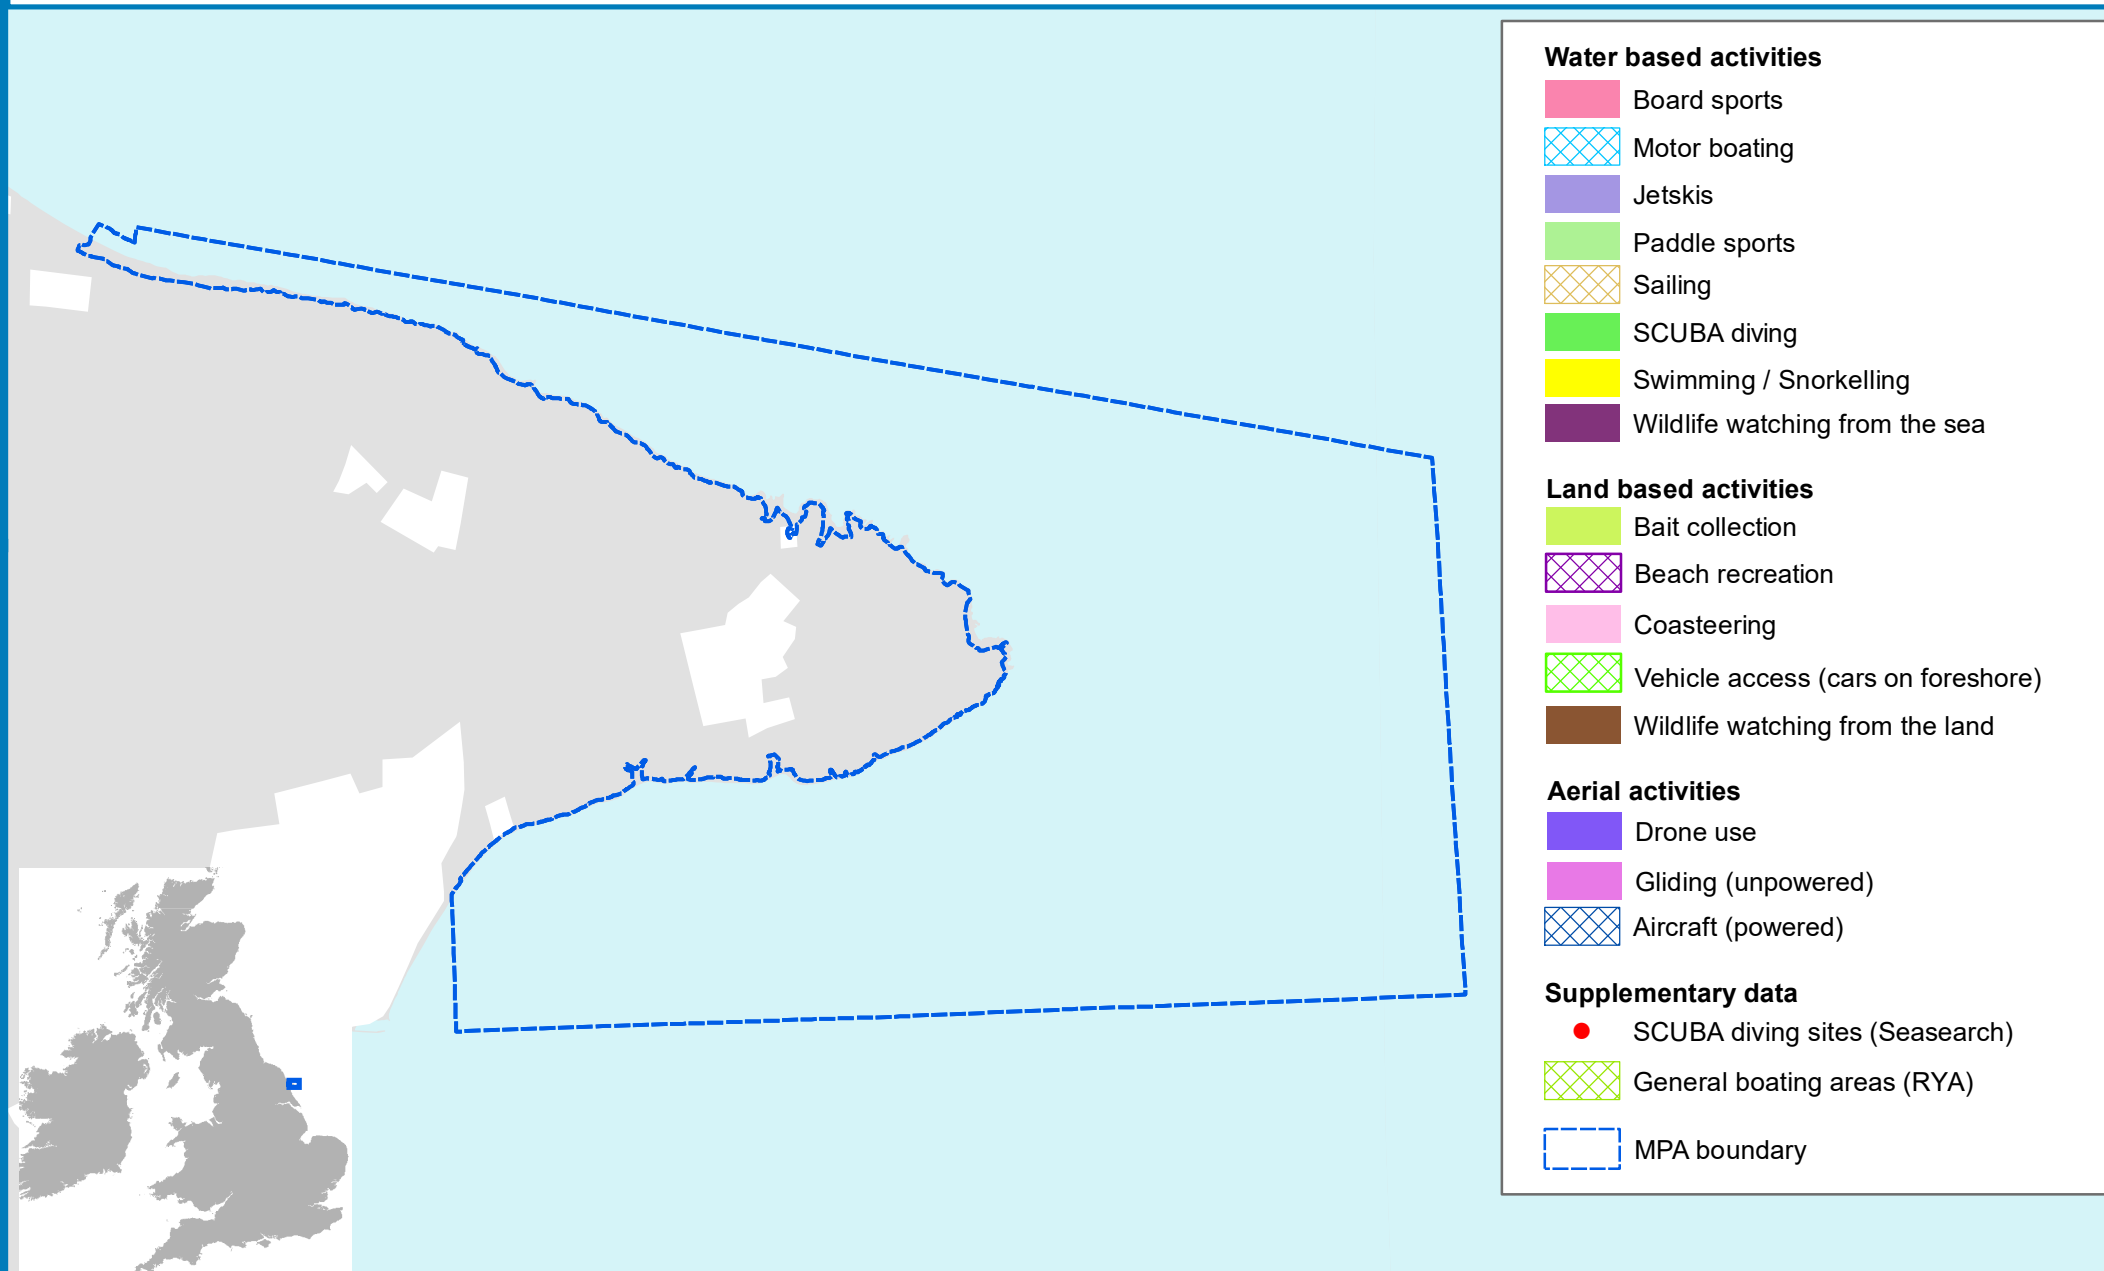 Water based activities
Board sports
Motor boating
Jetskis
Paddle sports
Sailing
SCUBA diving
Swimming / Snorkelling
Wildlife watching from the sea
Land based activities
Bait collection
Beach recreation
Coasteering
Vehicle access (cars on foreshore)
Wildlife watching from the land
Aerial activities
Drone use
Gliding (unpowered)
Aircraft (powered)
Supplementary data
SCUBA diving sites (Seasearch)
General boating areas (RYA)
MPA boundary